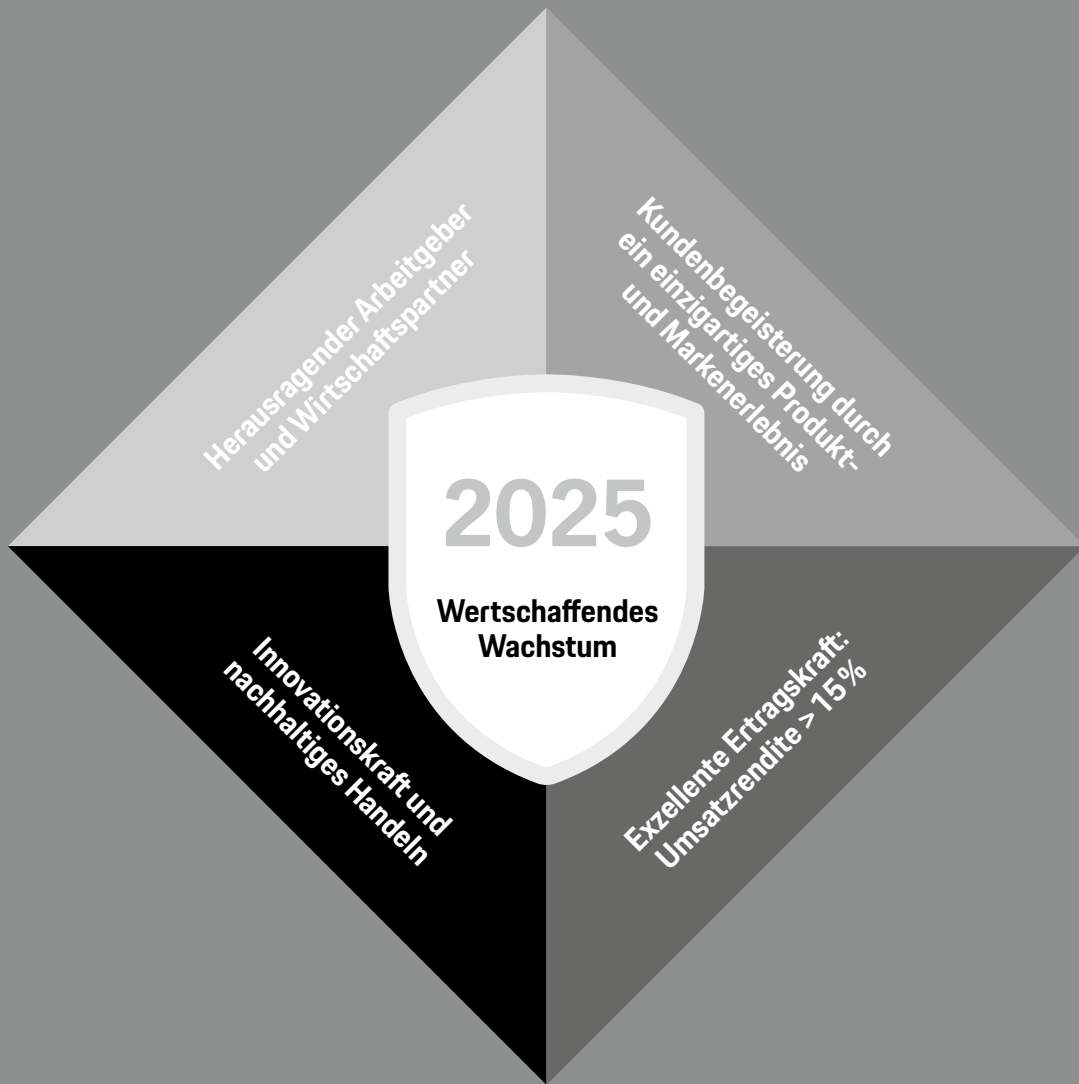 Herausragender Arbeitgeber
und Wirtschaftspartner
Kundenbegeisterung durch
ein einzigartiges Produkt-
und Markenerlebnis
2025
Wertschaffendes
Wachstum
Innovationskraft und
nachhaltiges Handeln
Exzellente Ertragskraft:
Umsatzrendite > 15 %